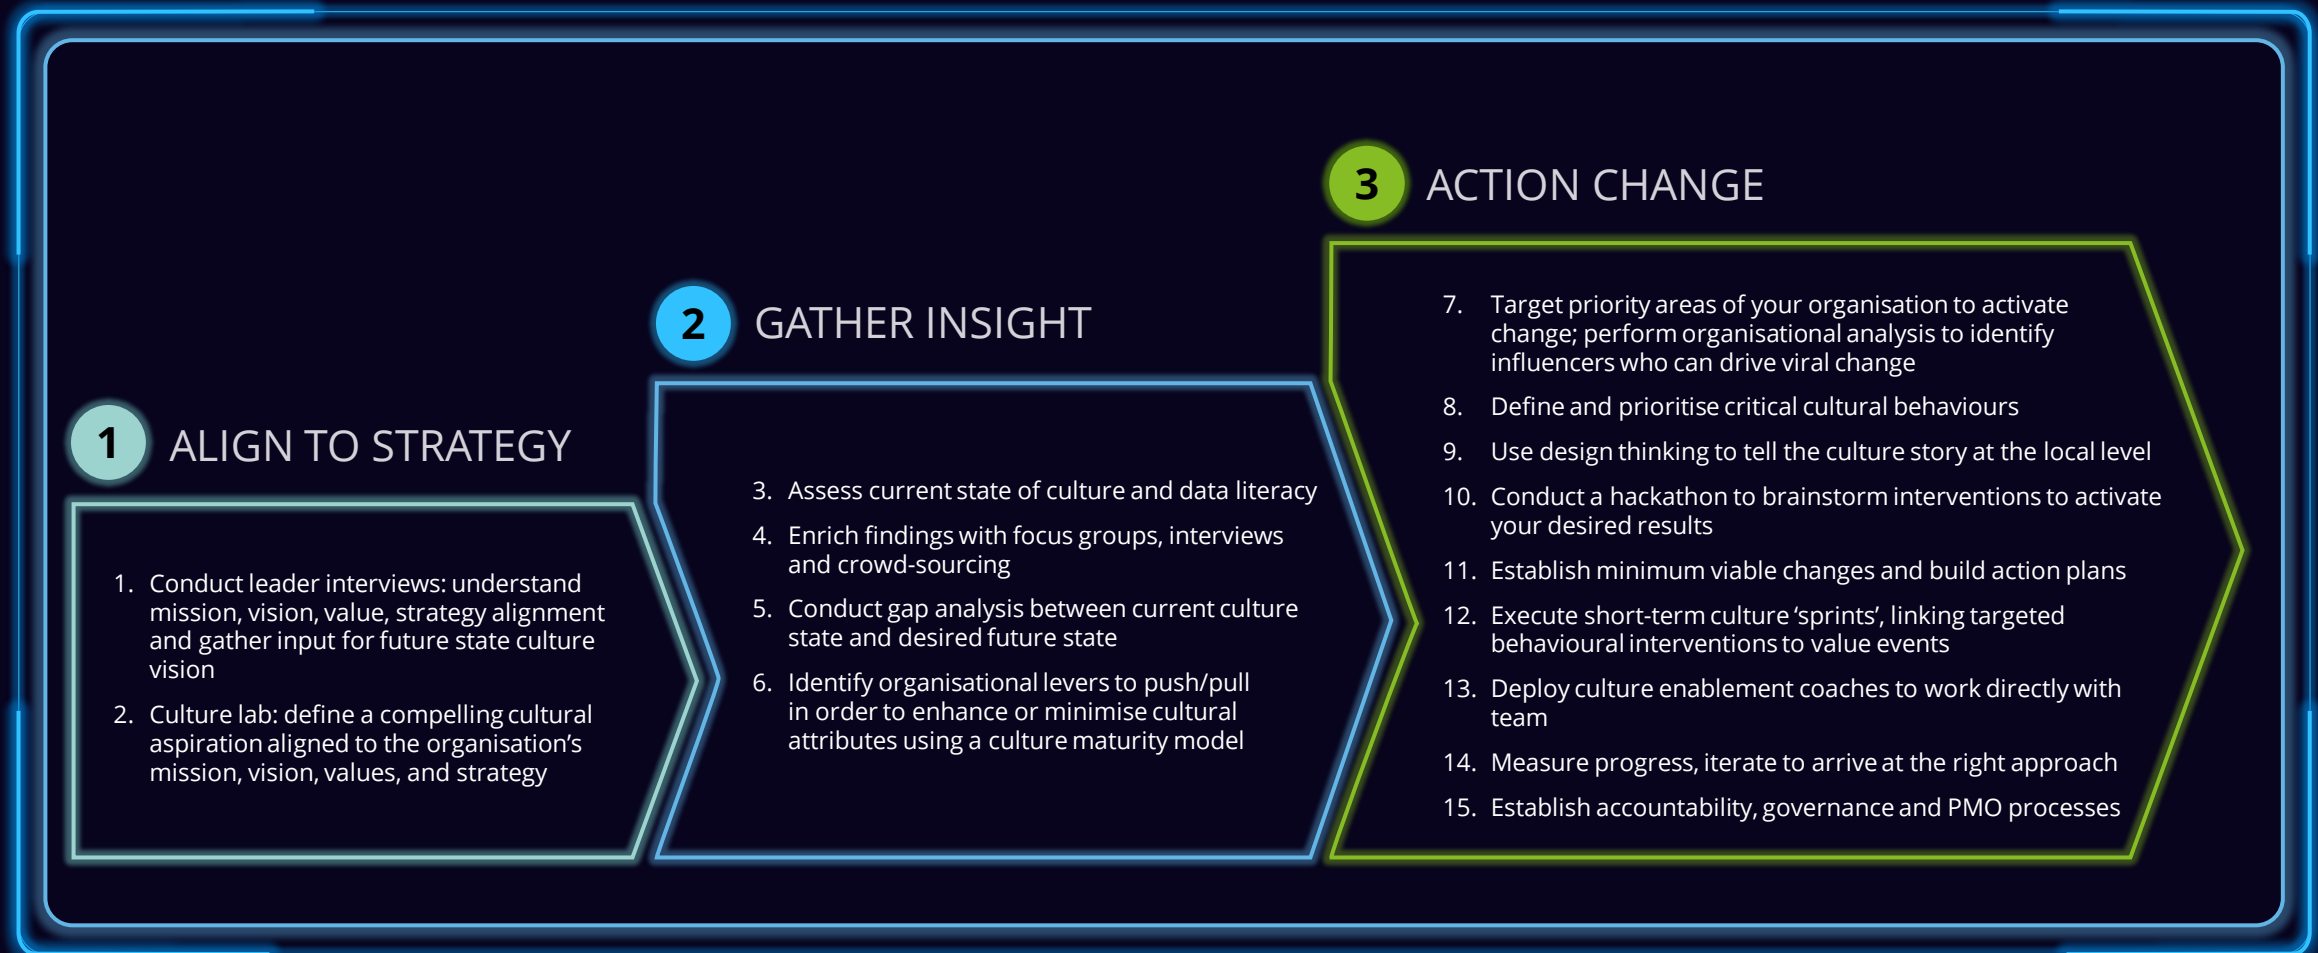 1 ALIGN TO STRATEGY
1. Conduct leader interviews: understand
mission, vision, value, strategy alignment
and gather input for future state culture
vision
2. Culture lab: define a compelling cultural
aspiration aligned to the organisation’s
mission, vision, values, and strategy
2 GATHER INSIGHT
3. Assess current state of culture and data literacy
4. Enrich findings with focus groups, interviews
and crowd-sourcing
5. Conduct gap analysis between current culture
state and desired future state
6. Identify organisational levers to push/pull
in order to enhance or minimise cultural
attributes using a culture maturity model
3 ACTION CHANGE
7. Target priority areas of your organisation to activate
change; perform organisational analysis to identify
influencers who can drive viral change
8. Define and prioritise critical cultural behaviours
9. Use design thinking to tell the culture story at the local level
10. Conduct a hackathon to brainstorm interventions to activate
your desired results
11. Establish minimum viable changes and build action plans
12. Execute short-term culture ‘sprints’, linking targeted
behavioural interventions to value events
13. Deploy culture enablement coaches to work directly with
team
14. Measure progress, iterate to arrive at the right approach
15. Establish accountability, governance and PMO processes